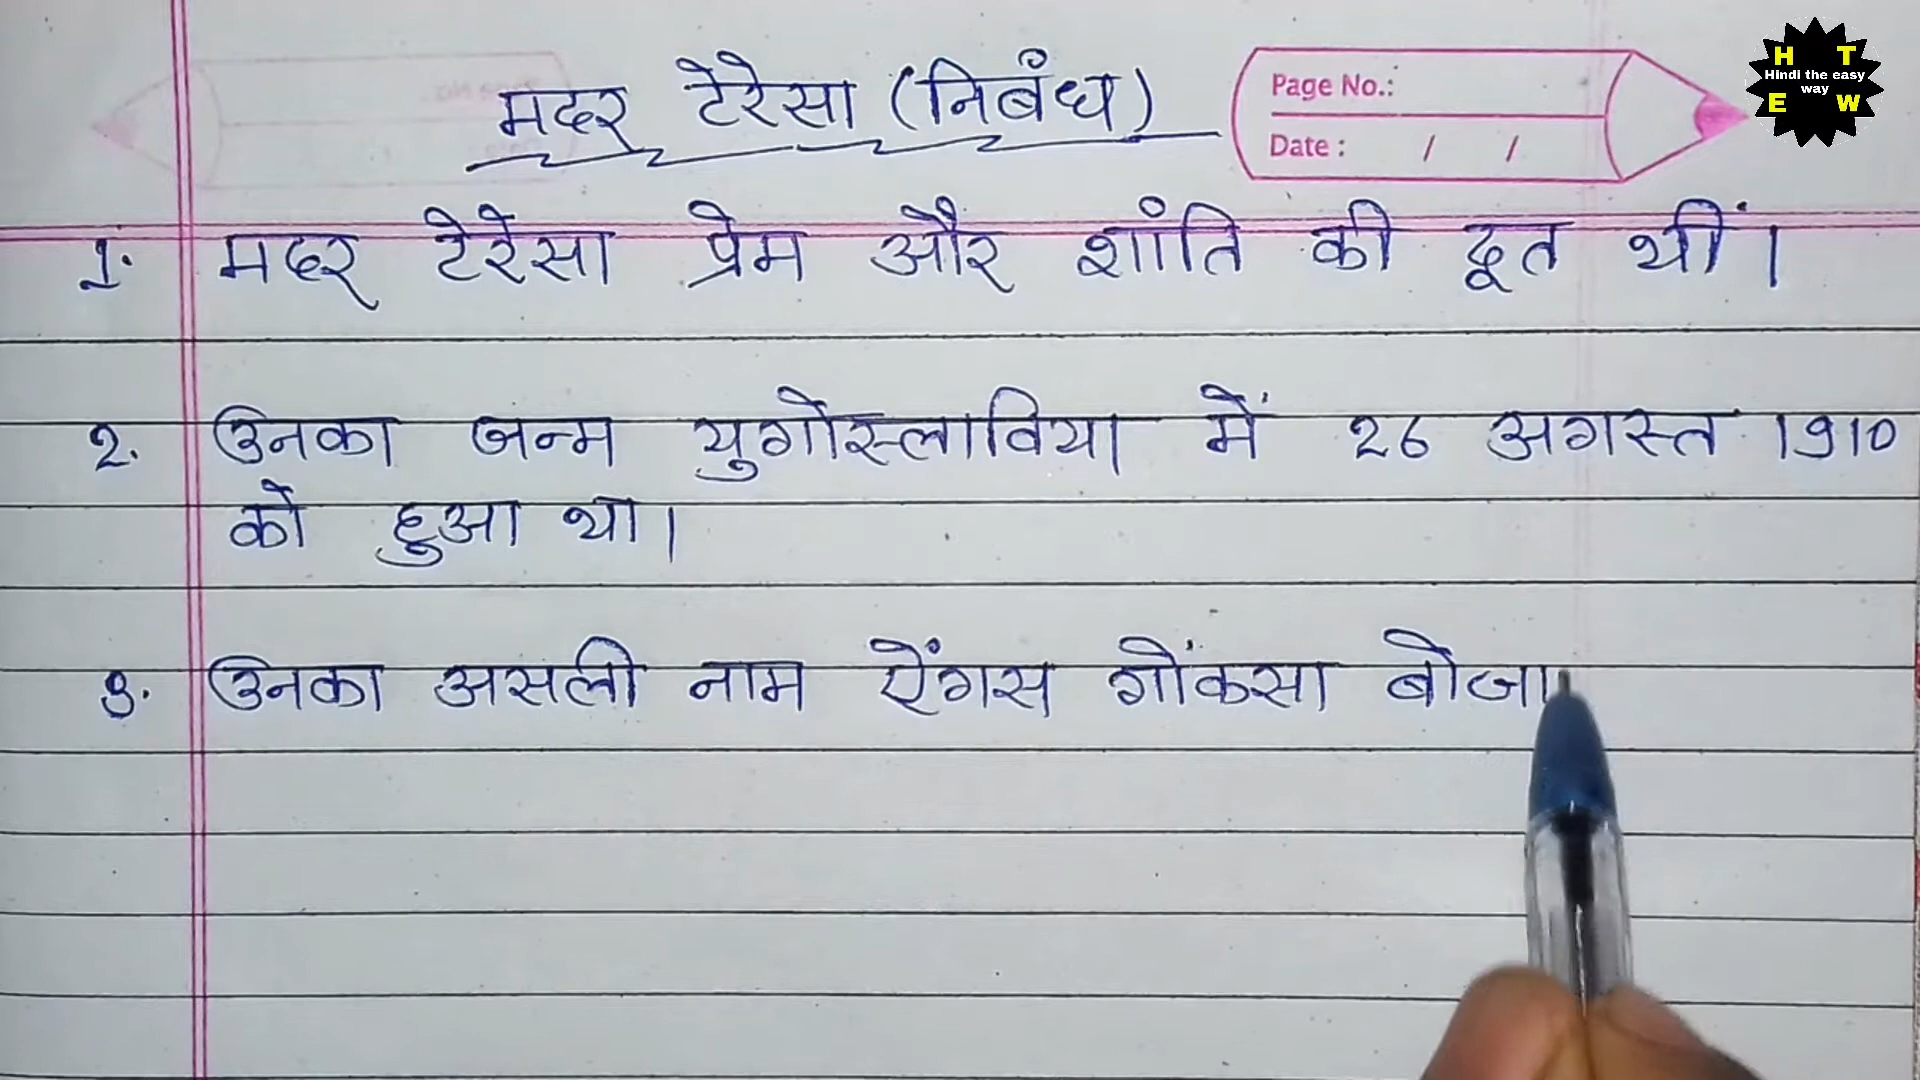 मदर टेरेसा (निबंध)
Page No.:
Date : / /
H T
Hindi the easy
way
E W
1. मदर टेरेसा प्रेम और शांति की दूत थीं।
2. उनका जन्म युगोस्लाविया में 26 अगस्त 1910
को हुआ था।
3. उनका असली नाम ऐंगस गोंकसा बोजा